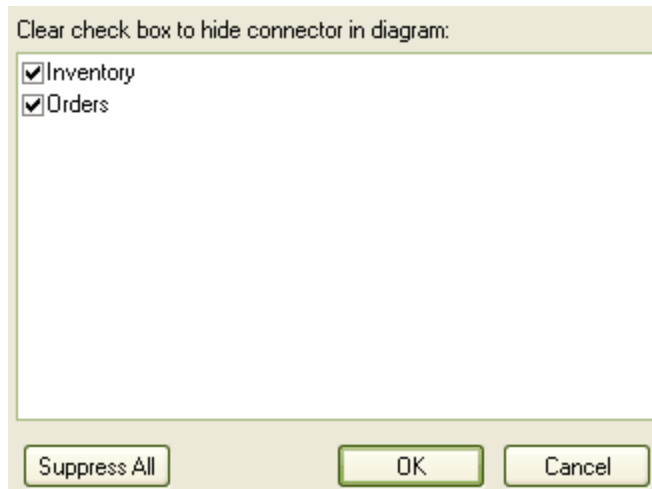 Clear check box to hide connector in diagram:
Inventory
Orders
Suppress All OK Cancel